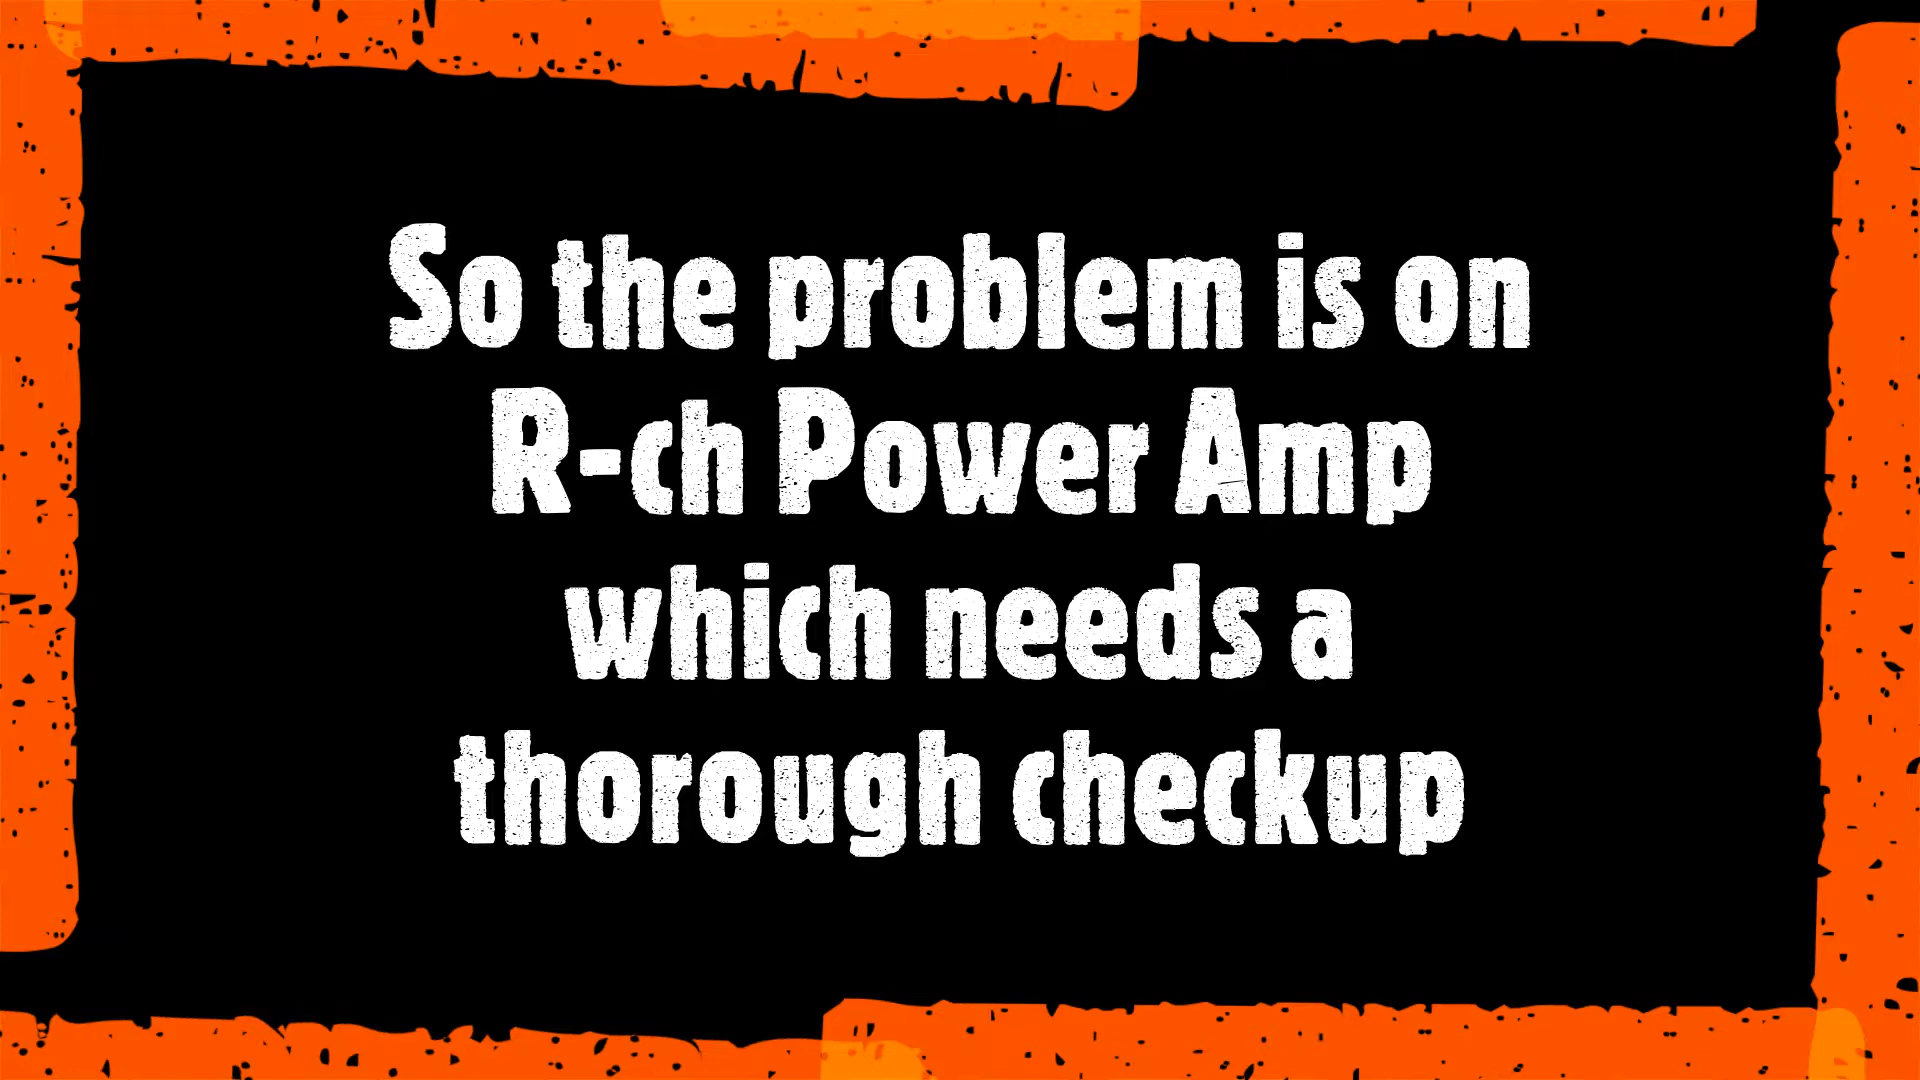 So the problem is on
R-ch Power Amp
which needs a
thorough checkup